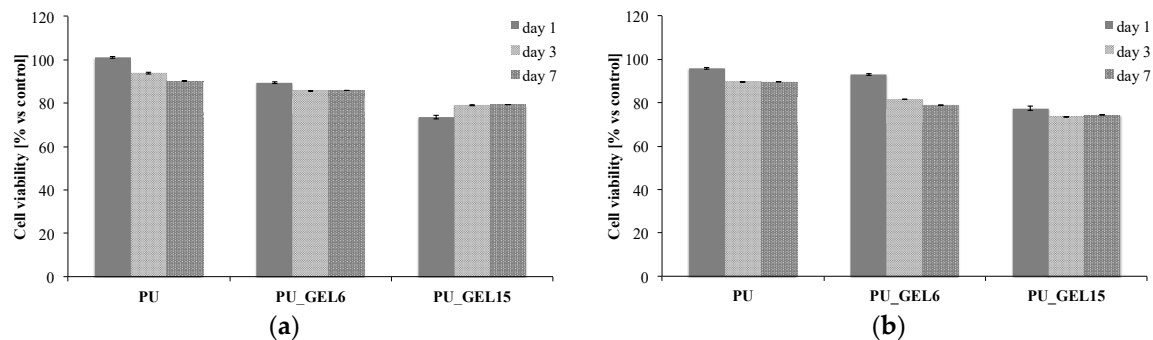 Cell viability [% vs control]
120
100
80
60
40
20
0
day 1
day 3
day 7
PU
PU_GEL6
PU_GEL15
(a)
Cell viability [% vs control]
120
100
80
60
40
20
0
day 1
day 3
day 7
PU
PU_GEL6
PU_GEL15
(b)